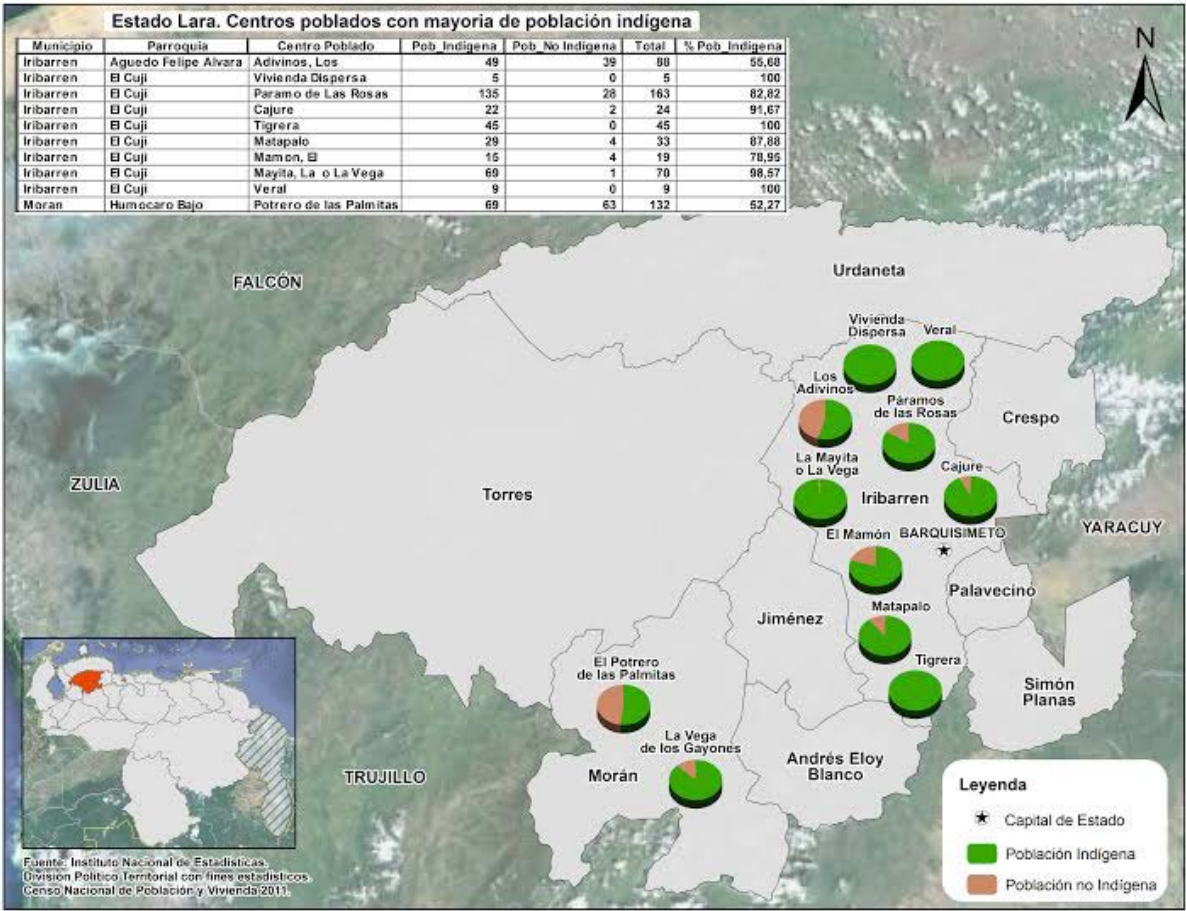 Estado Lara. Centros poblados con mayoria de población indígena
Municipio Parroquia Centro Poblado Pob_Indígena Pob_No Indígena Total % Pob_Indígena
Iribarren Aguedo Felipe Alvara Adivinos, Los 49 39 88 55,68
Iribarren El Cuji Vivienda Dispersa 5 0 5 100
Iribarren El Cuji Paramo de Las Rosas 135 28 163 82,82
Iribarren El Cuji Cajure 22 2 24 91,67
Iribarren El Cuji Tigrera 45 0 45 100
Iribarren El Cuji Matapalo 29 4 33 87,88
Iribarren El Cuji Mamon, El 15 4 19 78,95
Iribarren El Cuji Mayita, La o La Vega 69 1 70 98,57
Iribarren El Cuji Veral 9 0 9 100
Moran Humocaro Bajo Potrero de las Palmitas 69 63 132 52,27
N
FALCÓN
Urdaneta
Vivienda
Dispersa
Veral
Los
Adivinos
Páramos
de las Rosas
Crespo
ZULIA
La Mayita
o La Vega
Cajure
Torres
Iribarren
YARACUY
El Mamón
BARQUISIMETO
Palavecino
Jiménez
Matapalo
El Potrero
de las Palmitas
Tigrera
Simón
Planas
La Vega
de los Gayones
TRUJILLO
Morán
Andrés Eloy
Blanco
Leyenda
Capital de Estado
Población Indígena
Población no Indígena
Fuente: Instituto Nacional de Estadísticas.
División Político Territorial con fines estadísticos.
Censo Nacional de Población y Vivienda 2011.